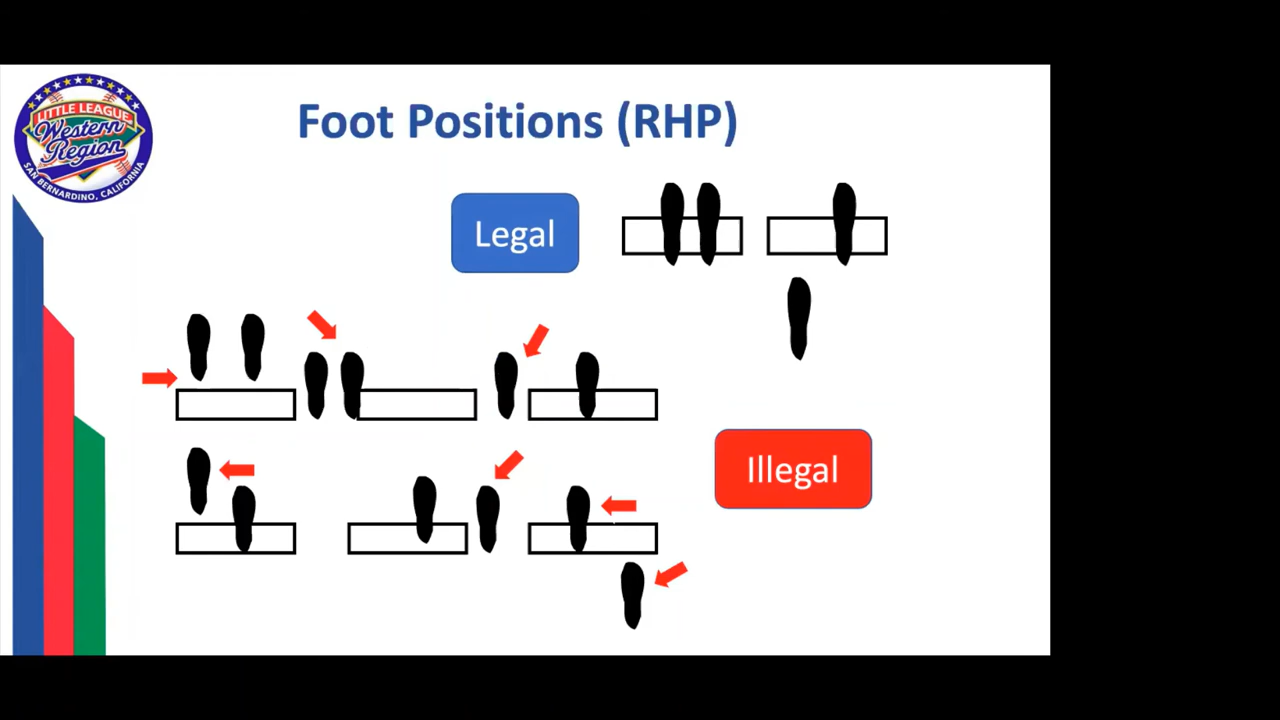 LITTLE LEAGUE
Western
Region
SAN BERNARDINO, CALIFORNIA
Foot Positions (RHP)
Legal
Illegal